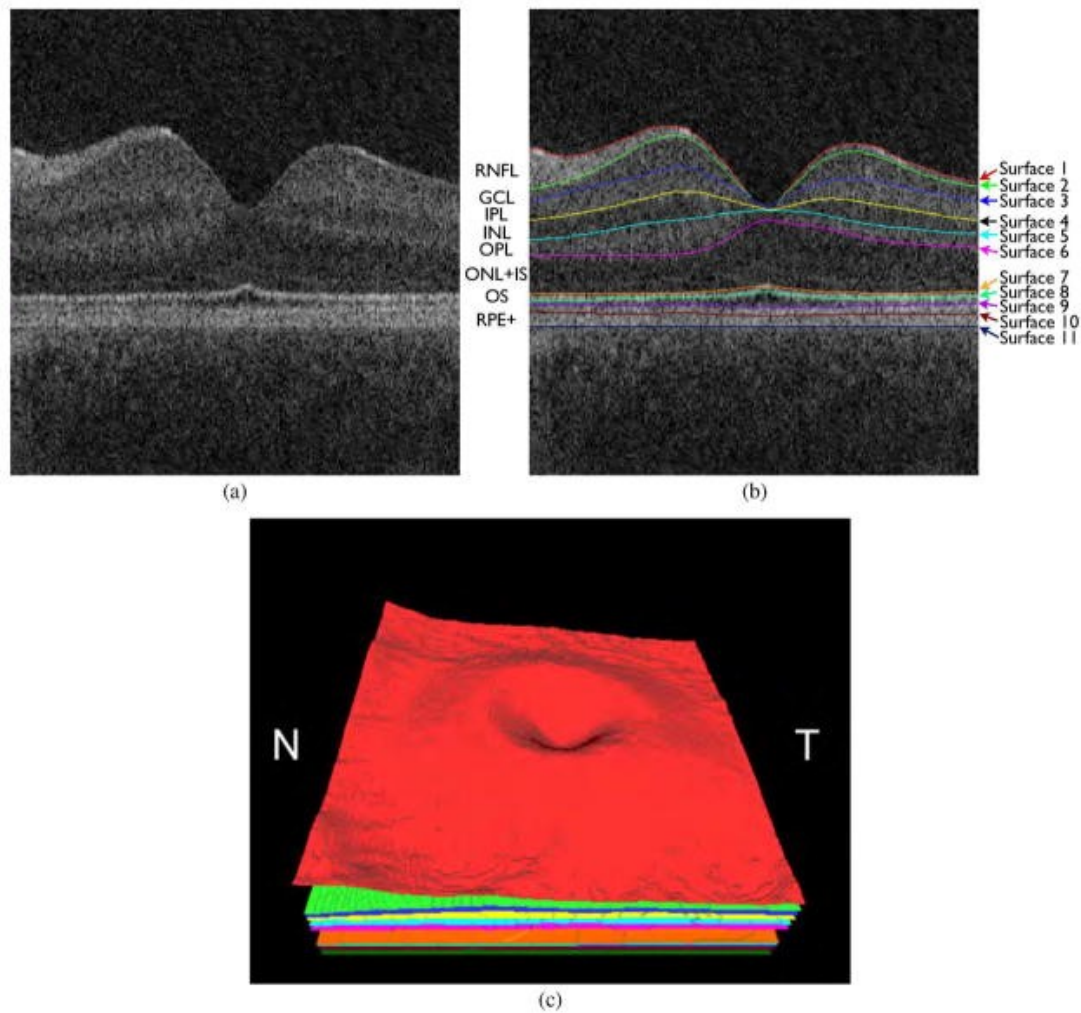 RNFL
GCL
IPL
INL
OPL
ONL+IS
OS
RPE+
Surface 1
Surface 2
Surface 3
Surface 4
Surface 5
Surface 6
Surface 7
Surface 8
Surface 9
Surface 10
Surface 11
(a)
(b)
N
T
(c)